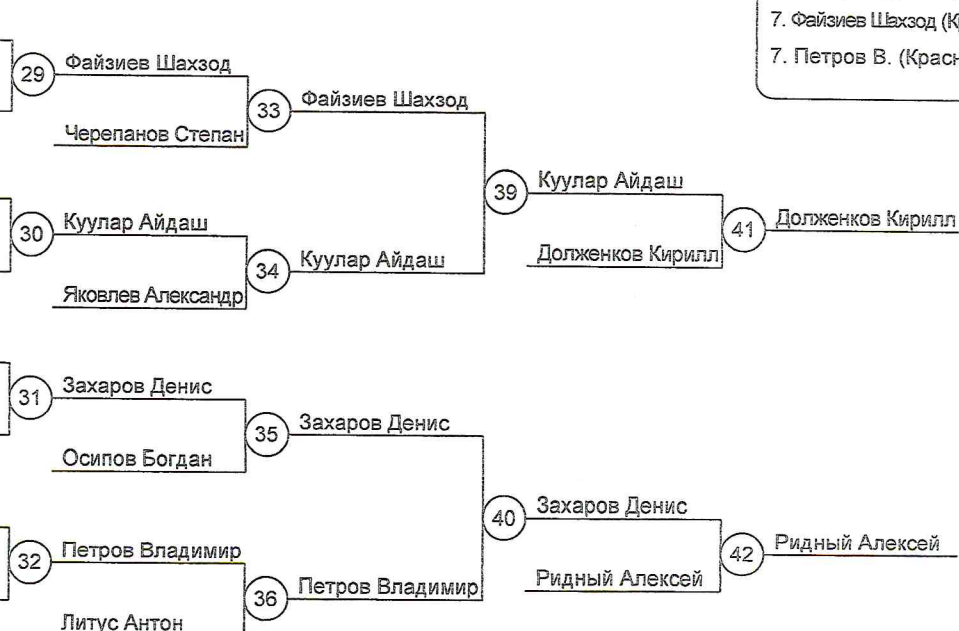 7. Файзиев Шахзод
7. Петров В.
29
Файзиев Шахзод
33
Файзиев Шахзод
Черепанов Степан
39
Куулар Айдаш
30
Куулар Айдаш
41
Долженков Кирилл
34
Куулар Айдаш
Долженков Кирилл
Яковлев Александр
31
Захаров Денис
35
Захаров Денис
Осипов Богдан
40
Захаров Денис
32
Петров Владимир
42
Ридный Алексей
36
Петров Владимир
Ридный Алексей
Литус Антон